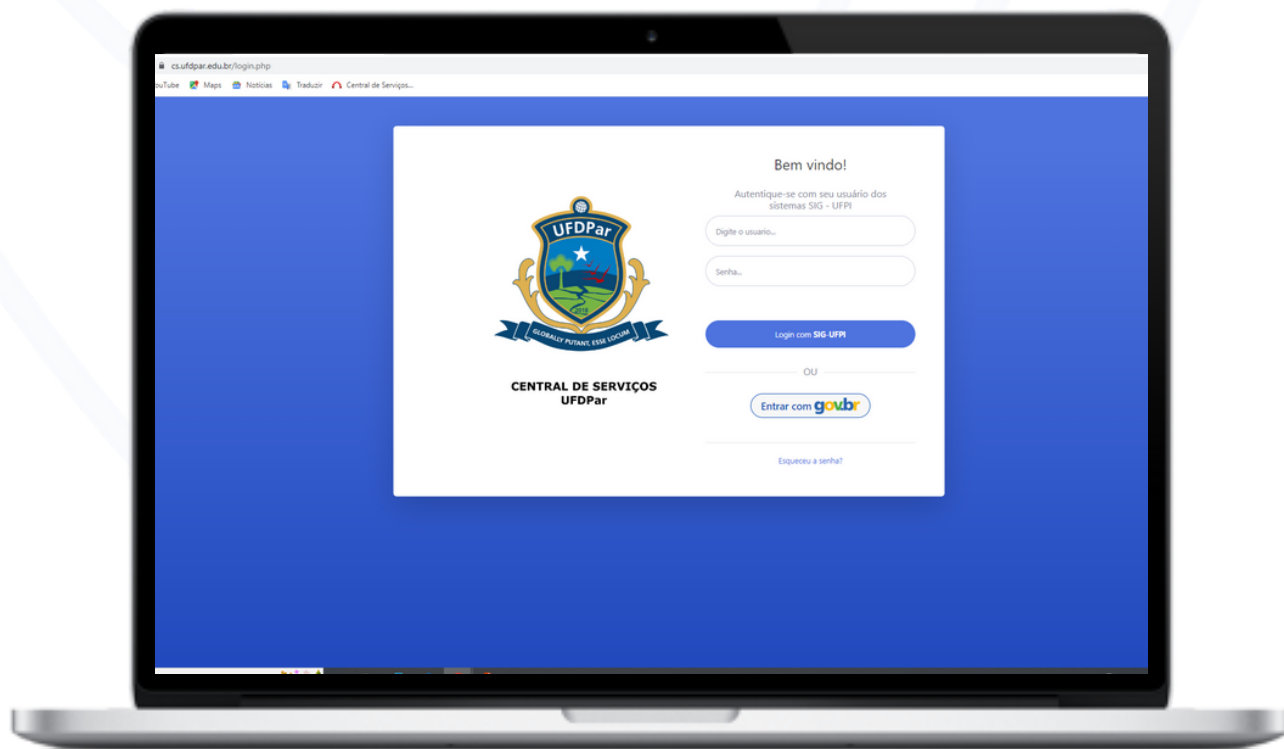 cs.ufdpar.edu.br/login.php
ouTube Maps Notícias Traduzir Central de Serviços...
Bem vindo!
Autentique-se com seu usuário dos
sistemas SIG - UFPI
Digite o usuario...
Senha...
Login com SIG-UFPI
OU
Entrar com gov.br
Esqueceu a senha?
UFDPar
2018
GLOBALLY PUTANT, ESSE LOCUM
CENTRAL DE SERVIÇOS
UFDPar